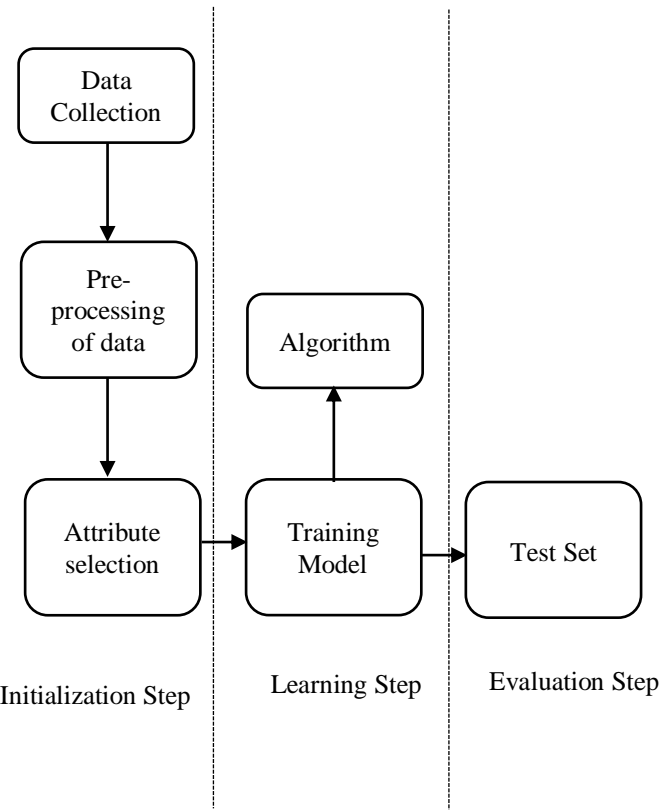 Data
Collection
Pre-
processing
of data
Algorithm
Attribute
selection
Training
Model
Test Set
Initialization Step
Learning Step
Evaluation Step